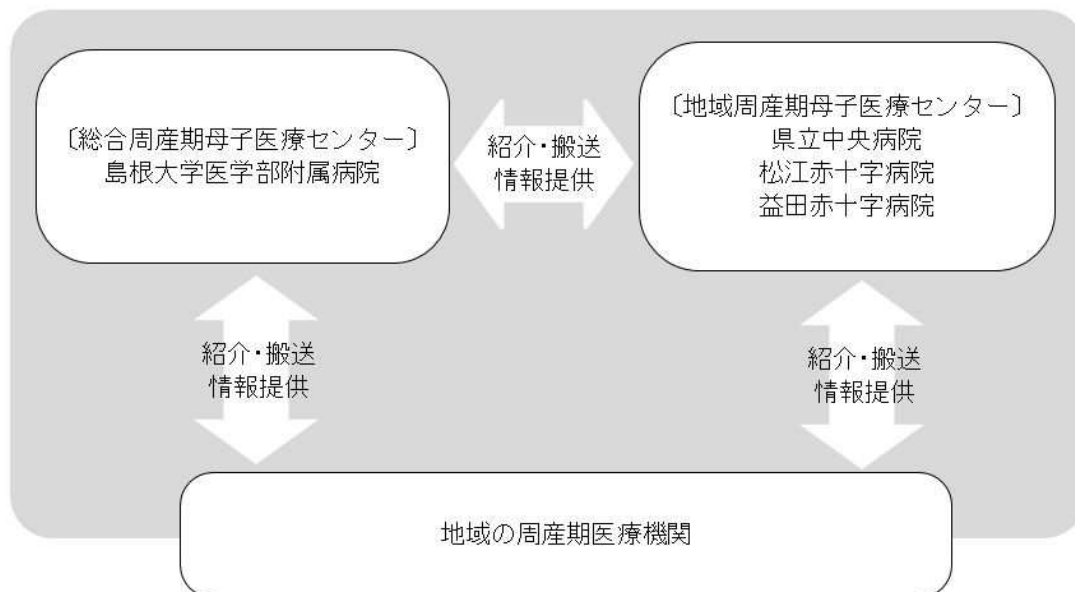 〔総合周産期母子医療センター〕
島根大学医学部附属病院
紹介・搬送
情報提供
〔地域周産期母子医療センター〕
県立中央病院
松江赤十字病院
益田赤十字病院
紹介・搬送
情報提供
紹介・搬送
情報提供
地域の周産期医療機関